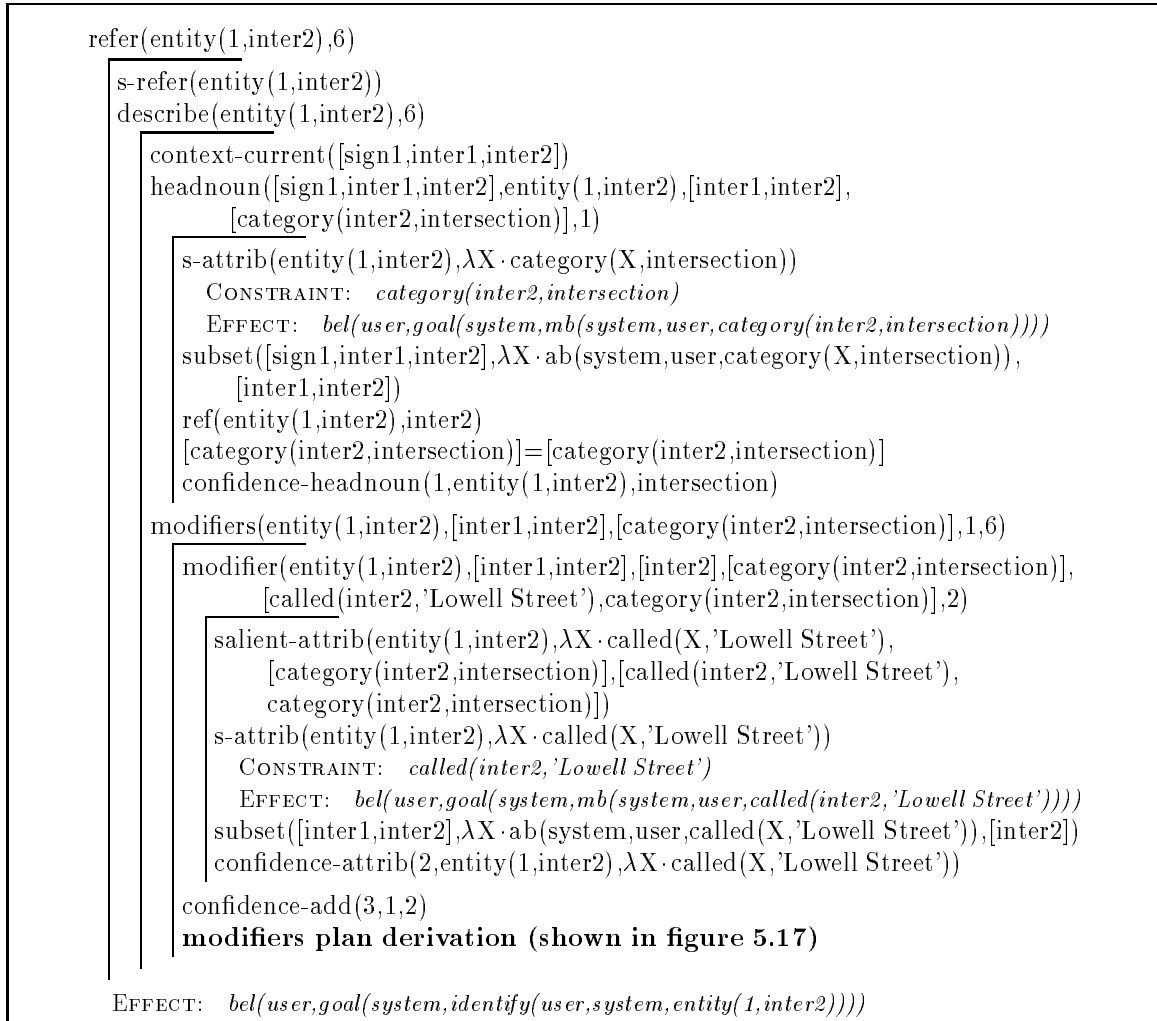 refer(entity(1,inter2),6)
s-refer(entity(1,inter2))
describe(entity(1,inter2),6)
context-current([sign1,inter1,inter2])
headnoun([sign1,inter1,inter2],entity(1,inter2),[inter1,inter2],
[category(inter2,intersection)],1)
s-attrib(entity(1,inter2),λX·category(X,intersection))
CONSTRAINT: category(inter2,intersection)
EFFECT: bel(user,goal(system,mb(system,user,category(inter2,intersection))))
subset([sign1,inter1,inter2],λX·ab(system,user,category(X,intersection)),
[inter1,inter2])
ref(entity(1,inter2),inter2)
[category(inter2,intersection)]=[category(inter2,intersection)]
confidence-headnoun(1,entity(1,inter2),intersection)
modifiers(entity(1,inter2),[inter1,inter2],[category(inter2,intersection)],1,6)
modifier(entity(1,inter2),[inter1,inter2],[inter2],[category(inter2,intersection)],
[called(inter2,'Lowell Street'),category(inter2,intersection)],2)
salient-attrib(entity(1,inter2),λX·called(X,'Lowell Street'),
[category(inter2,intersection)],[called(inter2,'Lowell Street'),
category(inter2,intersection)])
s-attrib(entity(1,inter2),λX·called(X,'Lowell Street'))
CONSTRAINT: called(inter2,'Lowell Street')
EFFECT: bel(user,goal(system,mb(system,user,called(inter2,'Lowell Street'))))
subset([inter1,inter2],λX·ab(system,user,called(X,'Lowell Street')),[inter2])
confidence-attrib(2,entity(1,inter2),λX·called(X,'Lowell Street'))
confidence-add(3,1,2)
modifiers plan derivation (shown in figure 5.17)
EFFECT: bel(user,goal(system,identify(user,system,entity(1,inter2))))